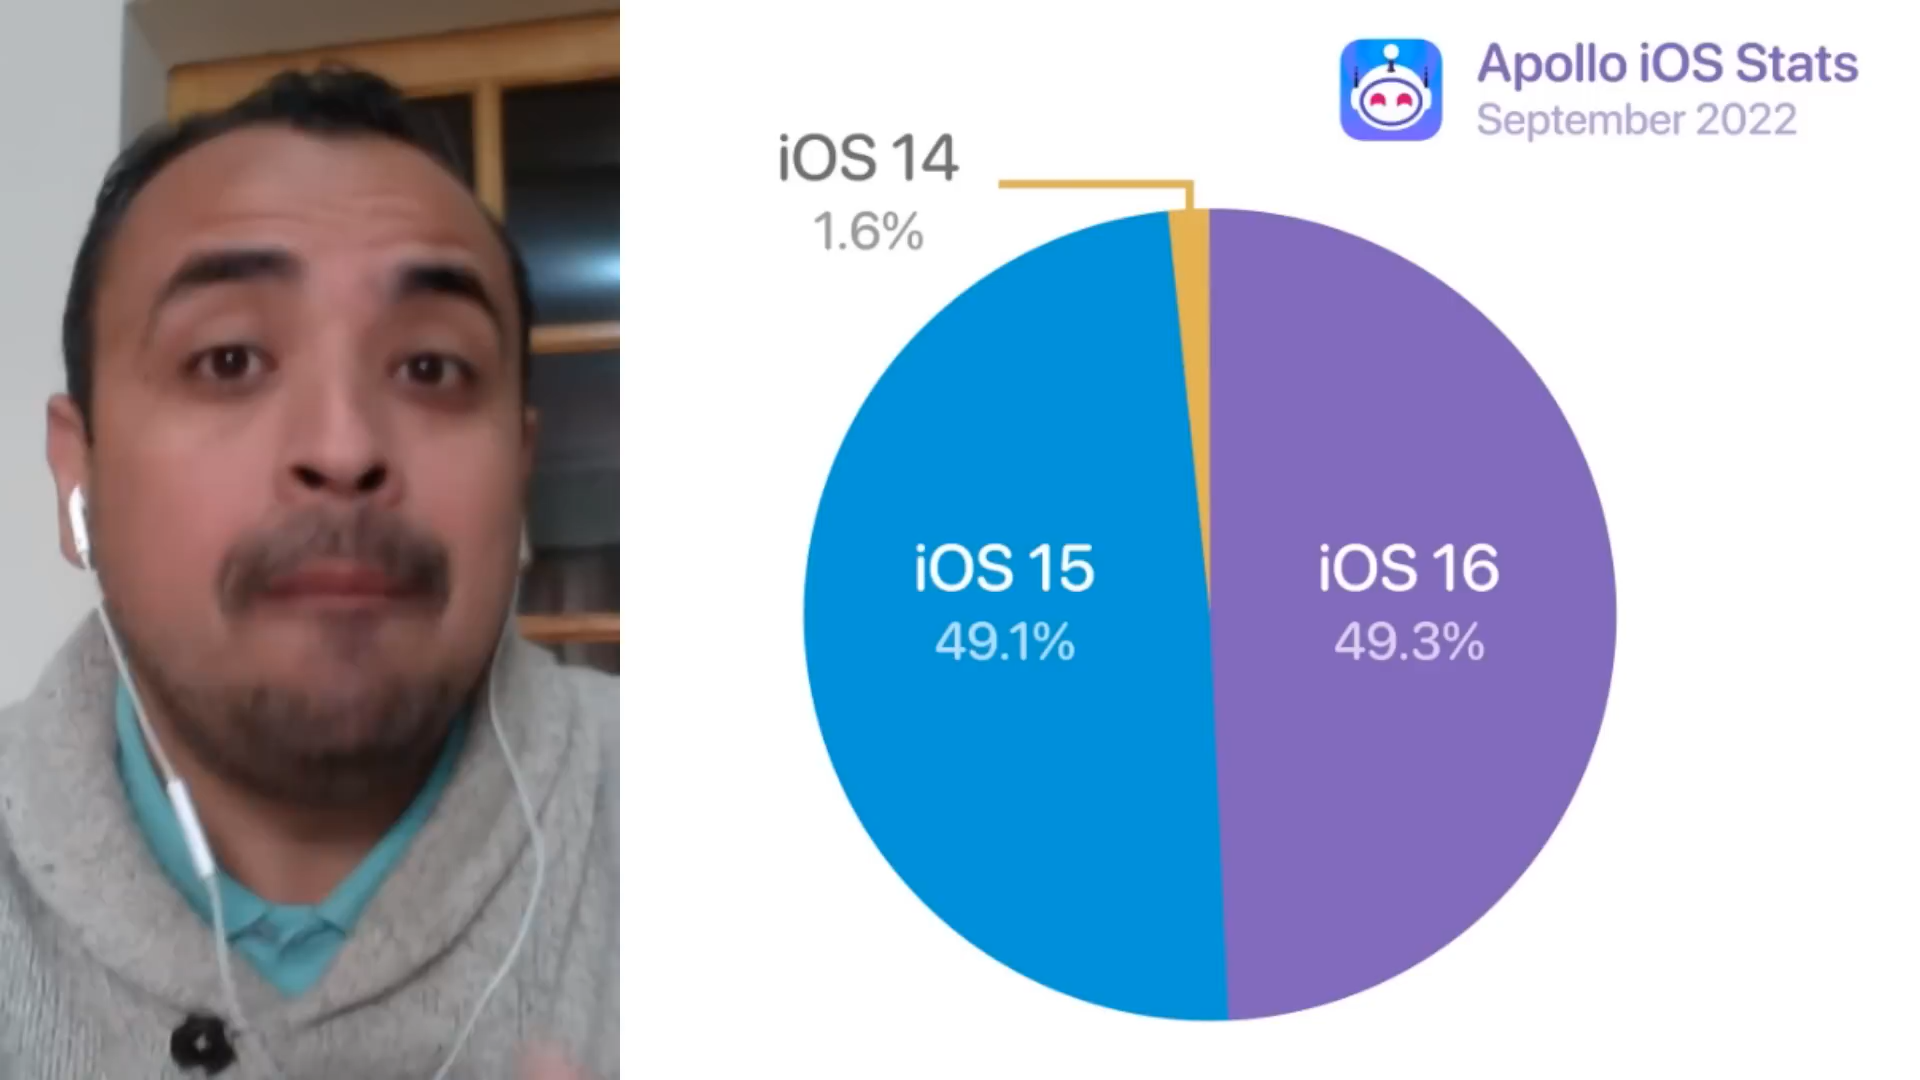 Apollo iOS Stats
September 2022
iOS 14
1.6%
iOS 15
49.1%
iOS 16
49.3%